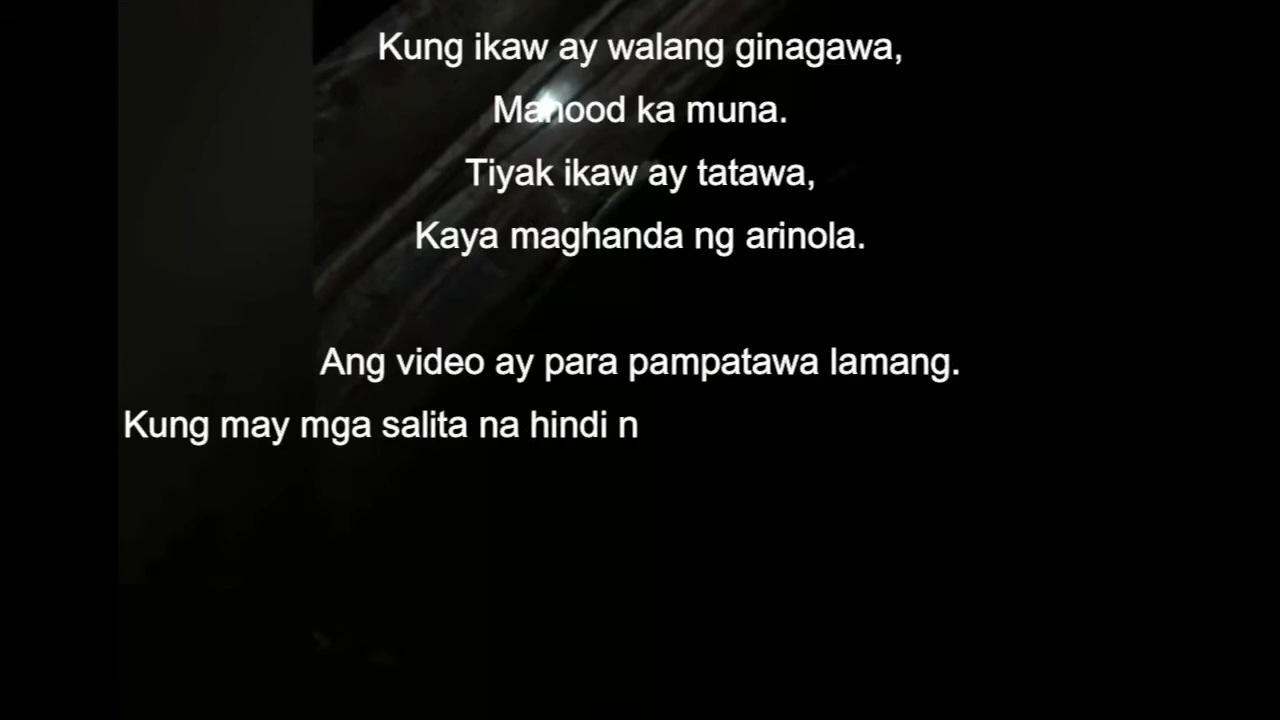 Kung ikaw ay walang ginagawa,
Manood ka muna.
Tiyak ikaw ay tatawa,
Kaya maghanda ng arinola.
Ang video ay para pampatawa lamang.
Kung may mga salita na hindi n